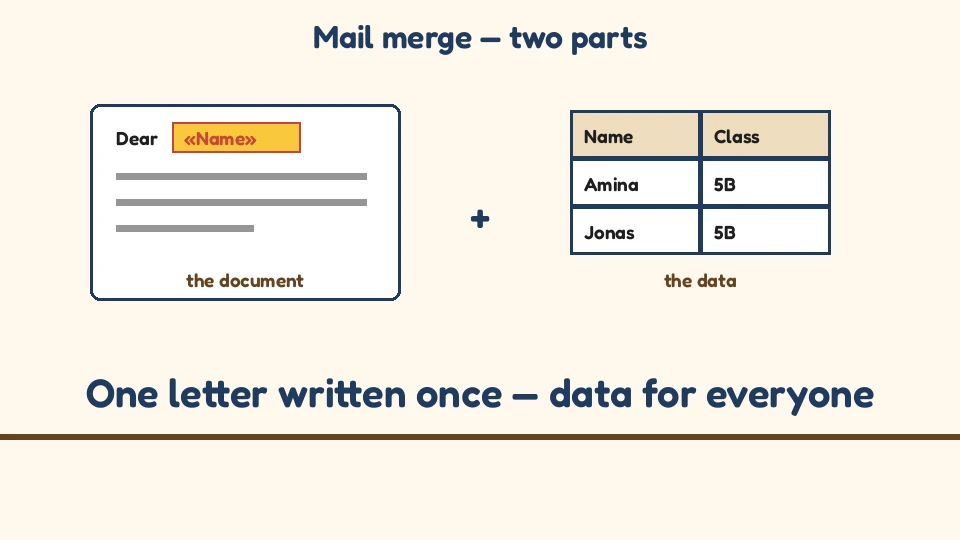 Mail merge – two parts
Dear «Name»
the document
+
Name Class
Amina 5B
Jonas 5B
the data
One letter written once – data for everyone